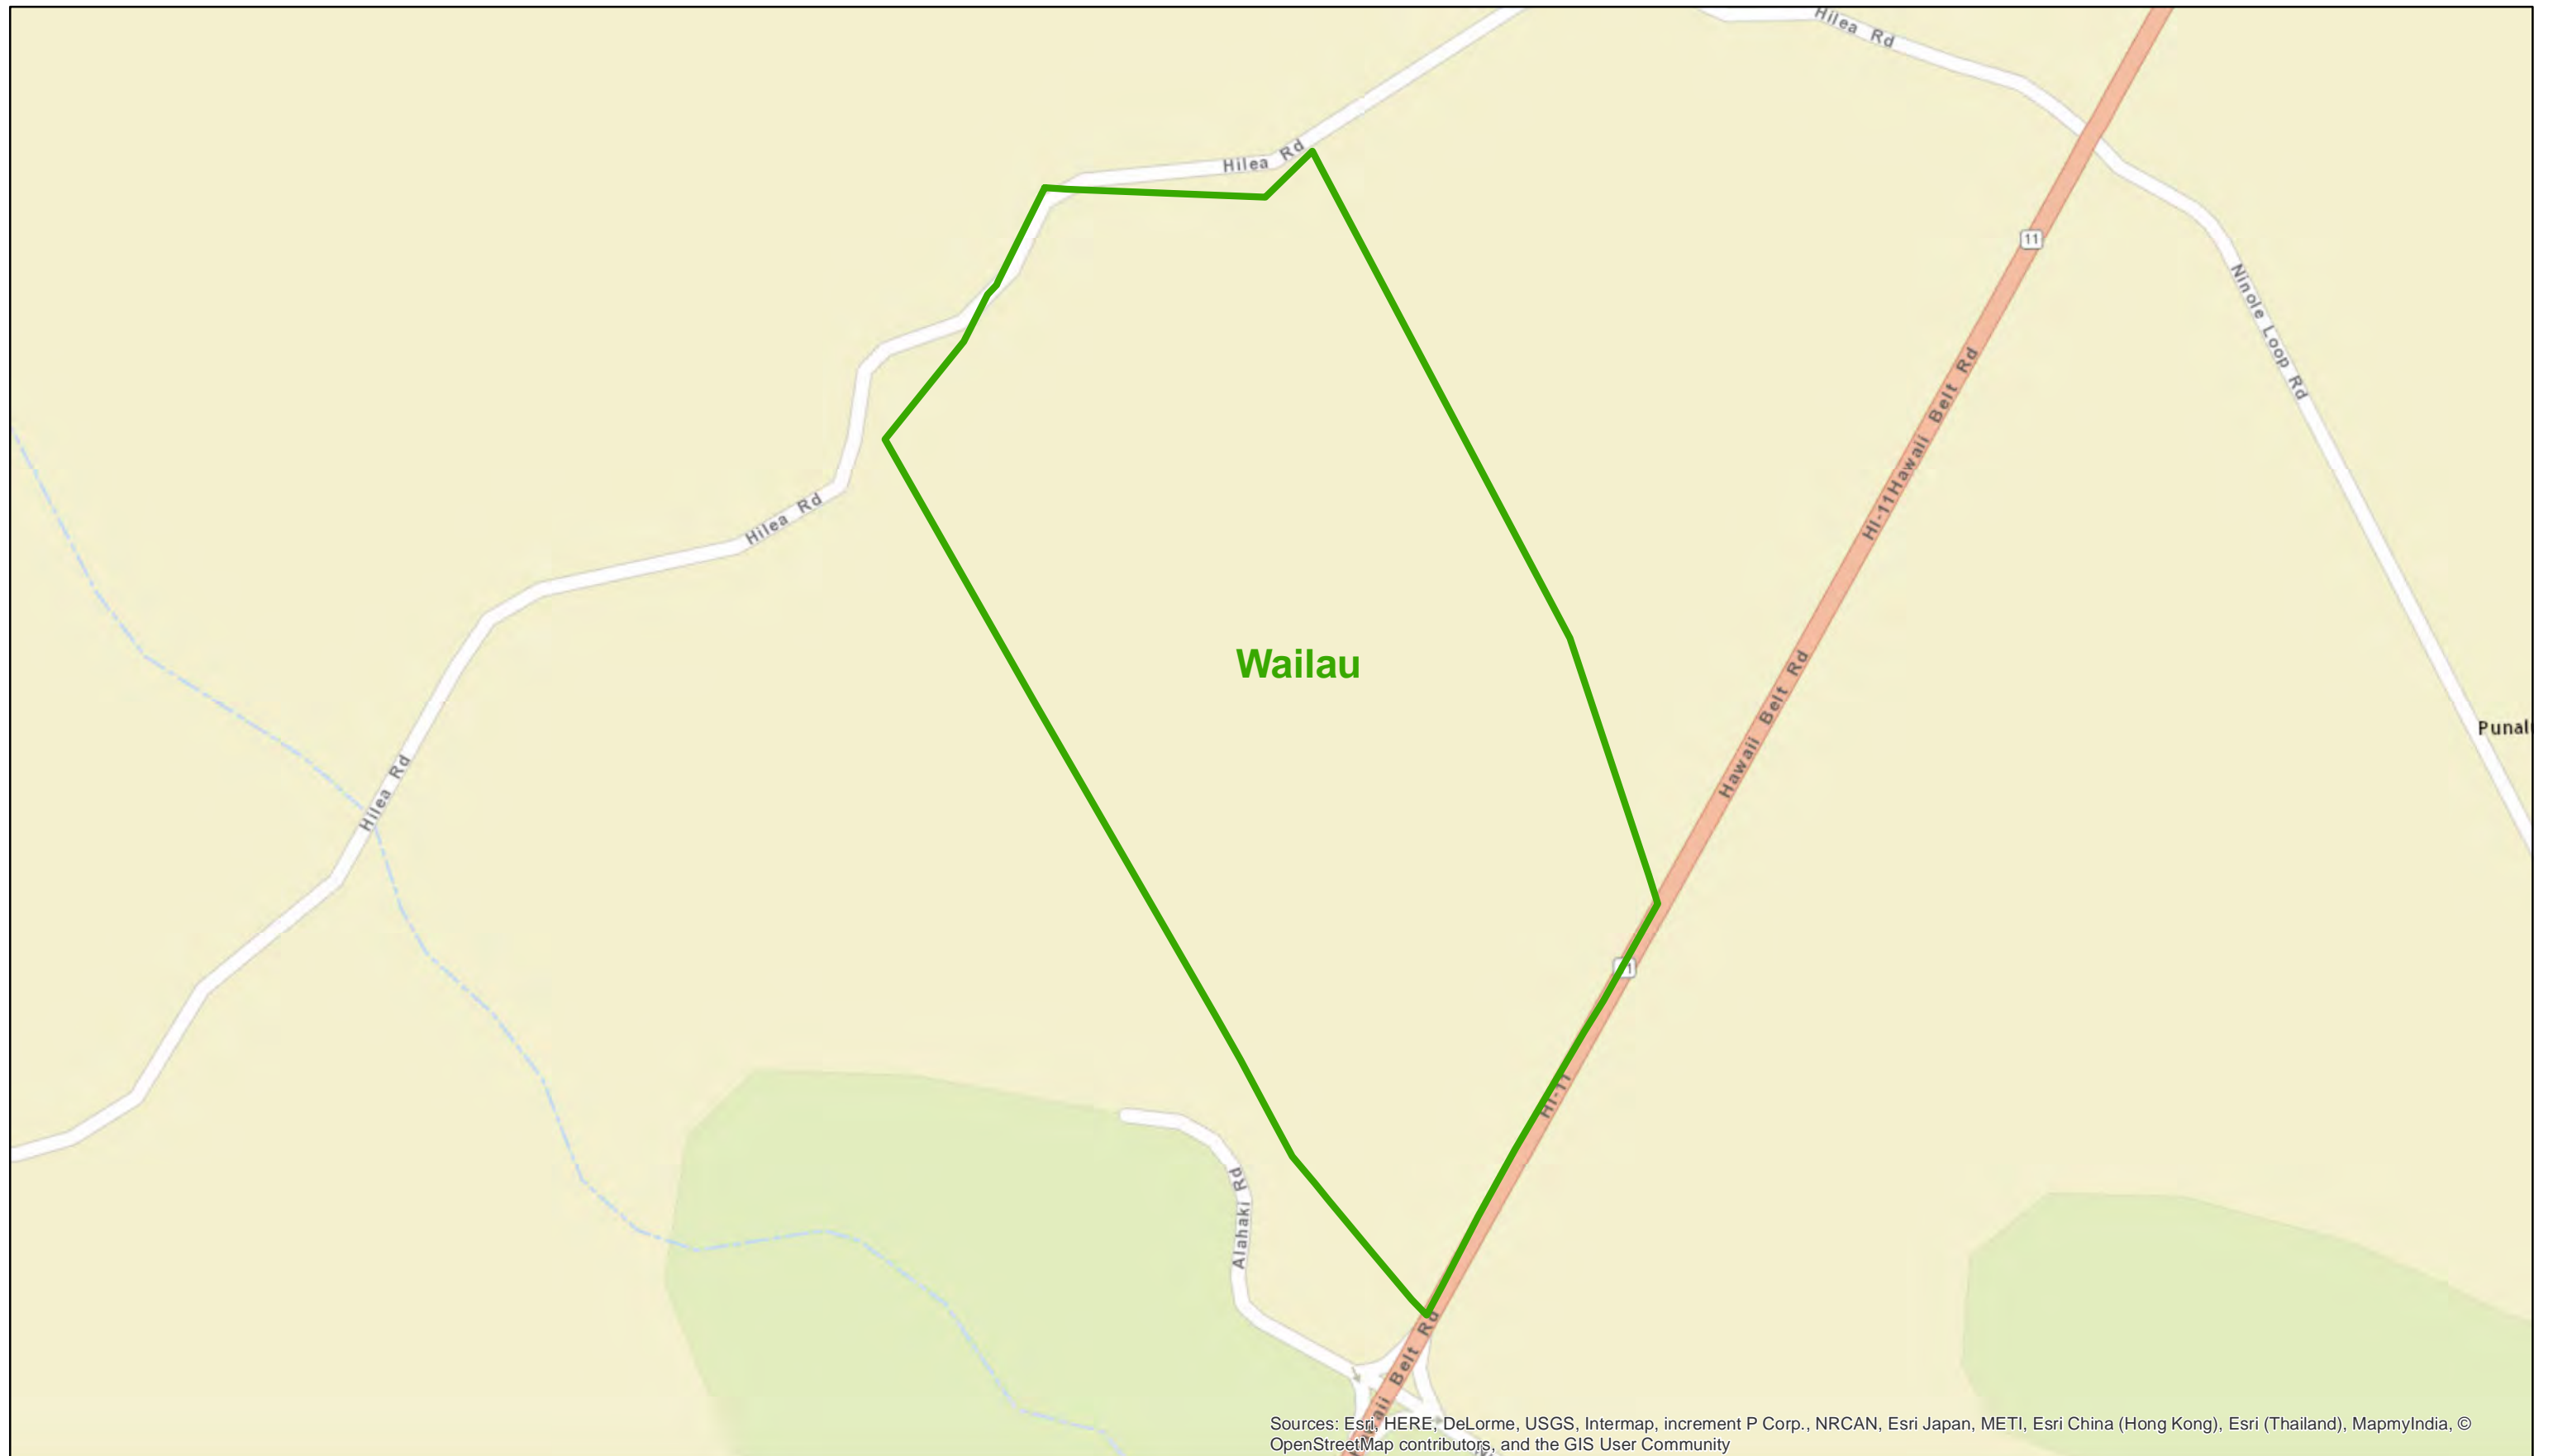 Hilea Rd
Hilea Rd
11
Ninole Loop Rd
HI-11Hawaii Belt Rd
Hilea Rd
Wailau
Hawaii Belt Rd
Punal
Hilea Rd
HI-11
Alahaki Rd
Belt Rd
Sources: Esri, HERE, DeLorme, USGS, Intermap, increment P Corp., NRCAN, Esri Japan, METI, Esri China (Hong Kong), Esri (Thailand), MapmyIndia, ©
OpenStreetMap contributors, and the GIS User Community